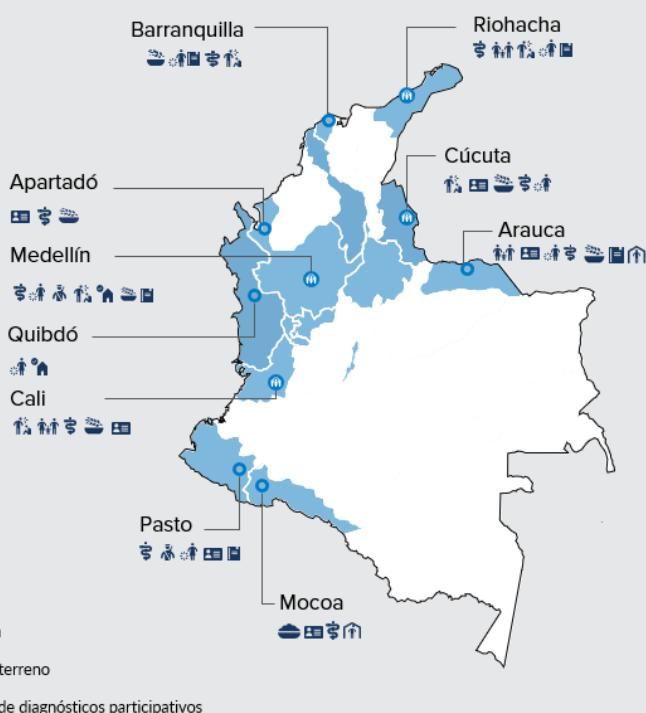 Barranquilla
Riohacha
Cúcuta
Apartadó
Arauca
Medellín
Quibdó
Cali
Pasto
Mocoa
terreno
de diagnósticos participativos